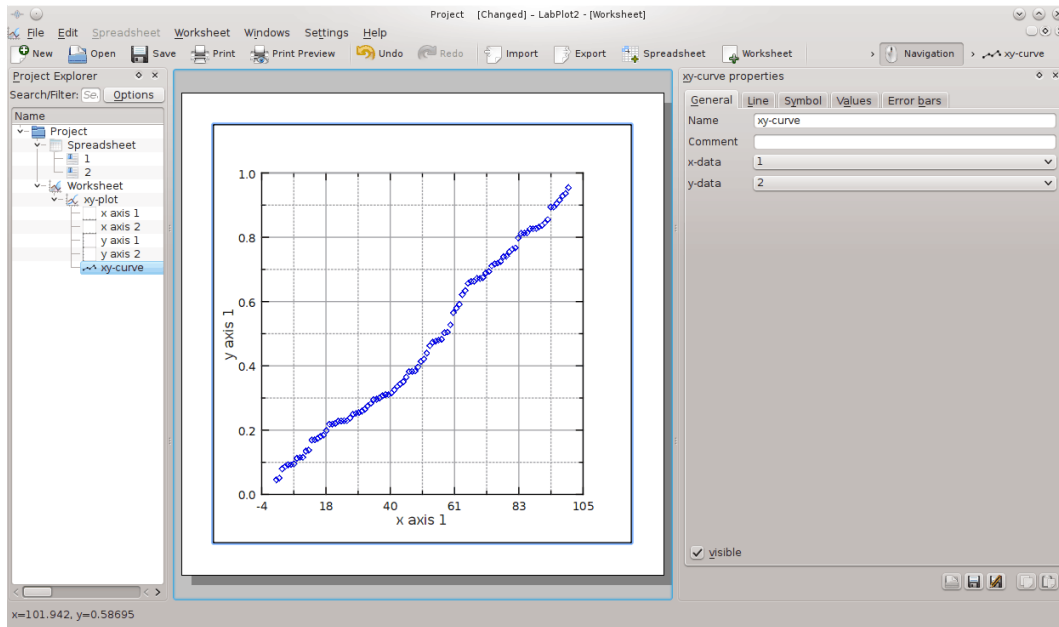 Project [Changed] – LabPlot2 - [Worksheet]
File Edit Spreadsheet Worksheet Windows Settings Help
New Open Save Print Print Preview Undo Redo Import Export Spreadsheet Worksheet > Navigation > xy-curve
Project Explorer
Search/Filter: Se Options
Name
Project
Spreadsheet
1
2
Worksheet
xy-plot
x axis 1
x axis 2
y axis 1
y axis 2
xy-curve
1.0
0.8
0.6
0.4
0.2
0.0
y axis 1
-4 18 40 61 83 105
x axis 1
xy-curve properties
General Line Symbol Values Error bars
Name xy-curve
Comment
x-data 1
y-data 2
visible
x=101.942, y=0.58695